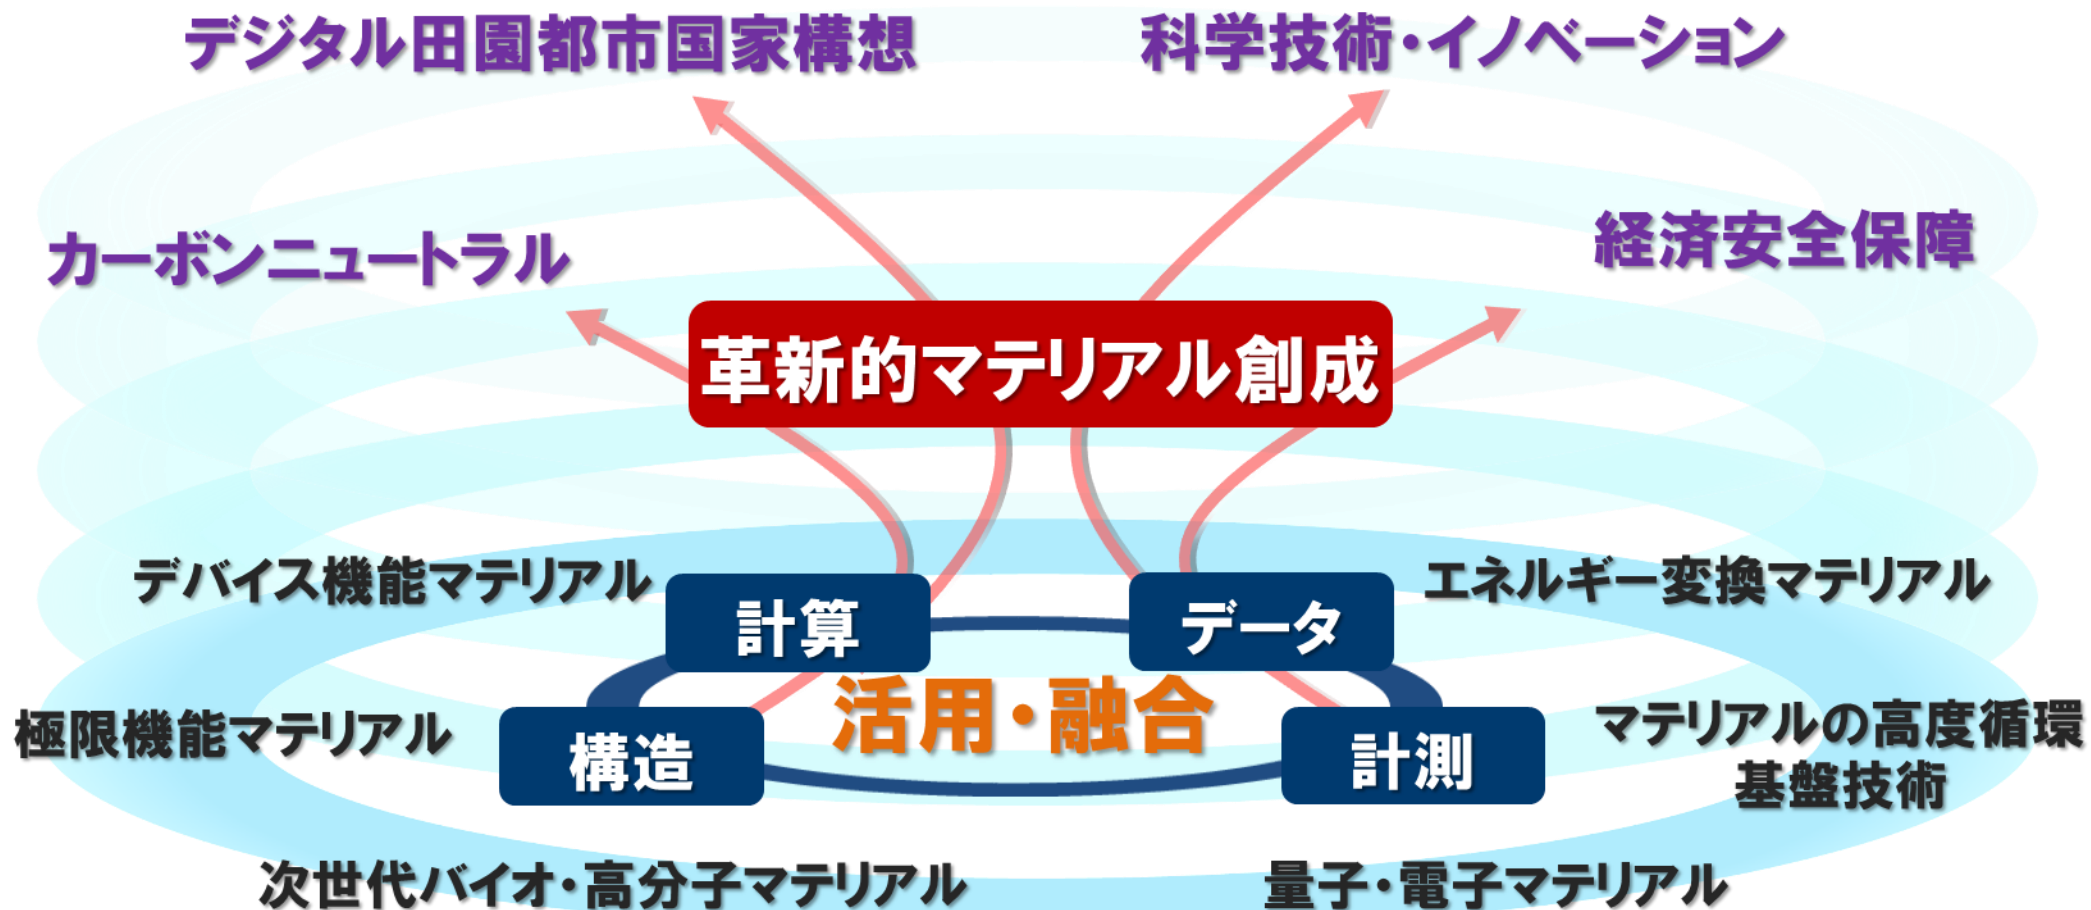 デジタル田園都市国家構想
科学技術・イノベーション
カーボンニュートラル
経済安全保障
革新的マテリアル創成
デバイス機能マテリアル
エネルギー変換マテリアル
計算
データ
活用・融合
極限機能マテリアル
構造
計測
マテリアルの高度循環
基盤技術
次世代バイオ・高分子マテリアル
量子・電子マテリアル